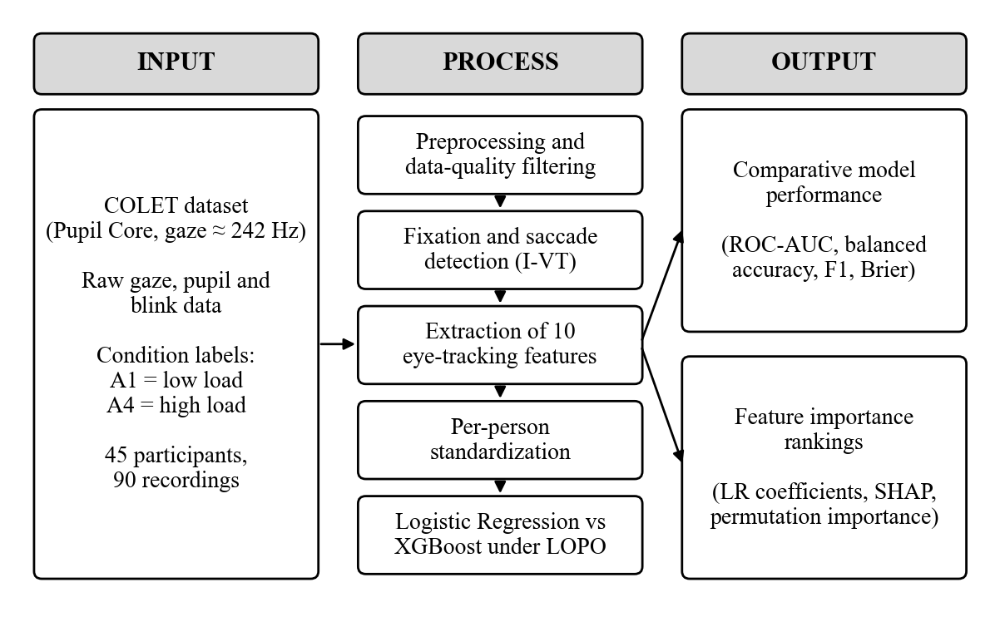 INPUT
COLET dataset
(Pupil Core, gaze ≈ 242 Hz)
Raw gaze, pupil and
blink data
Condition labels:
A1 = low load
A4 = high load
45 participants,
90 recordings
PROCESS
Preprocessing and
data-quality filtering
Fixation and saccade
detection (I-VT)
Extraction of 10
eye-tracking features
Per-person
standardization
Logistic Regression vs
XGBoost under LOPO
OUTPUT
Comparative model
performance
(ROC-AUC, balanced
accuracy, F1, Brier)
Feature importance
rankings
(LR coefficients, SHAP,
permutation importance)